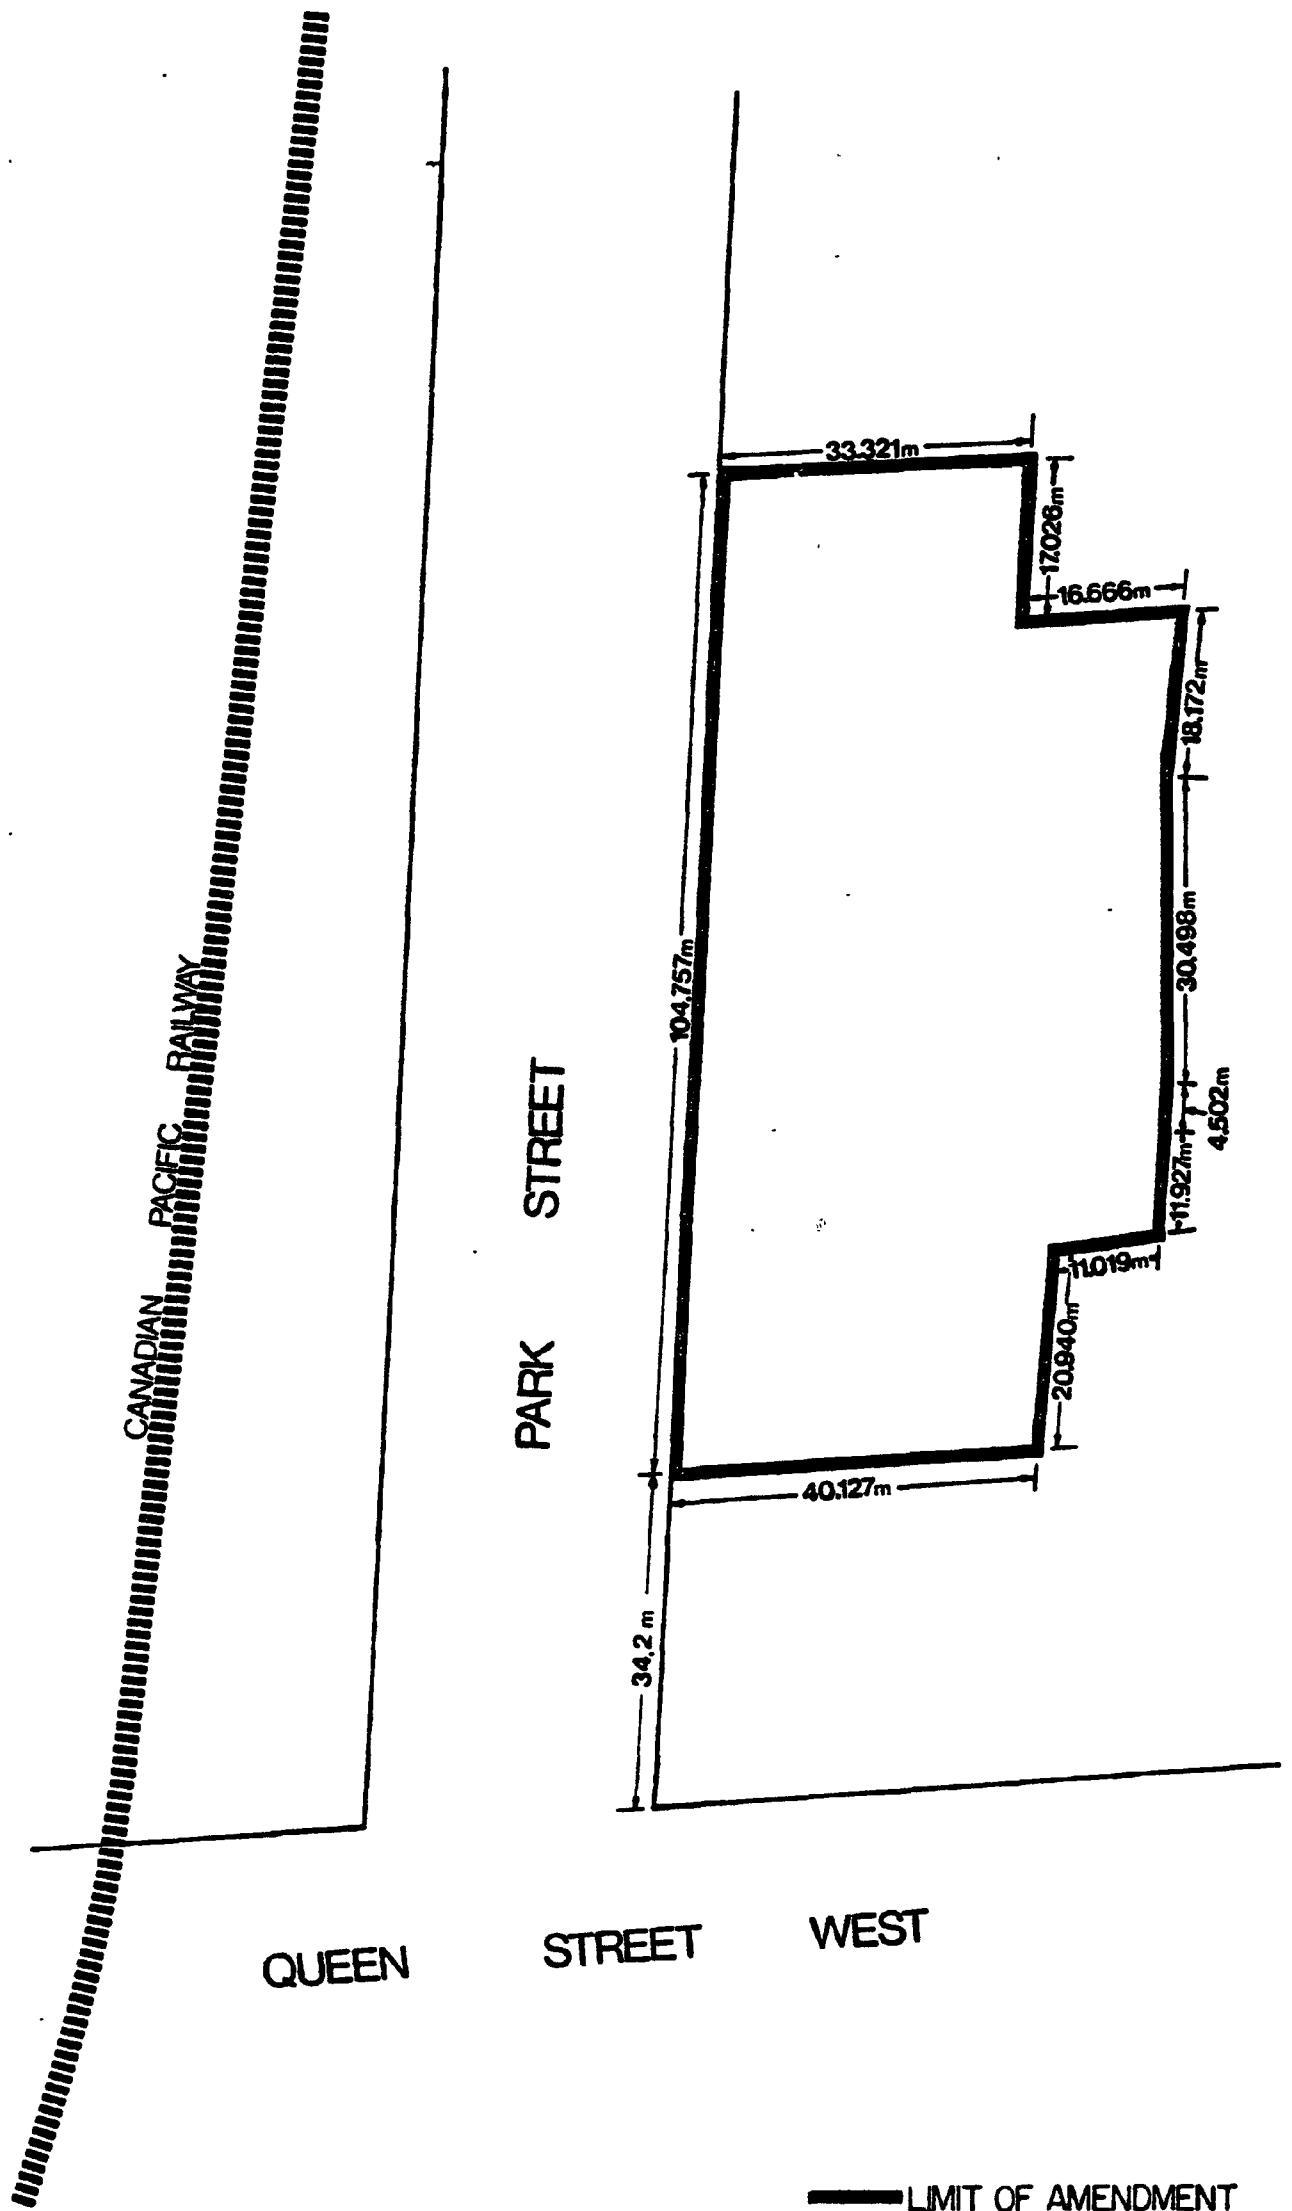 33.321m
17.026m
16.666m
18.172m
30.498m
104.757m
4.502m
11.927m
11.019m
20.940m
40.127m
34.2 m
CANADIAN PACIFIC RAILWAY
PARK STREET
QUEEN STREET WEST
LIMIT OF AMENDMENT